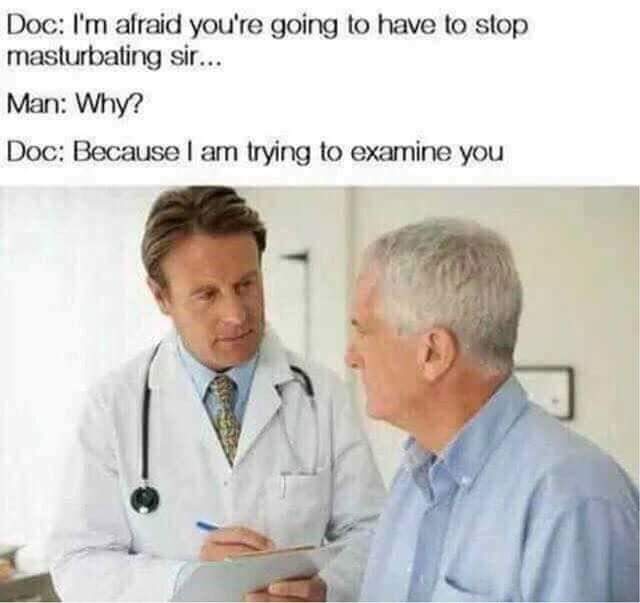 Doc: I'm afraid you're going to have to stop
masturbating sir...
Man: Why?
Doc: Because I am trying to examine you